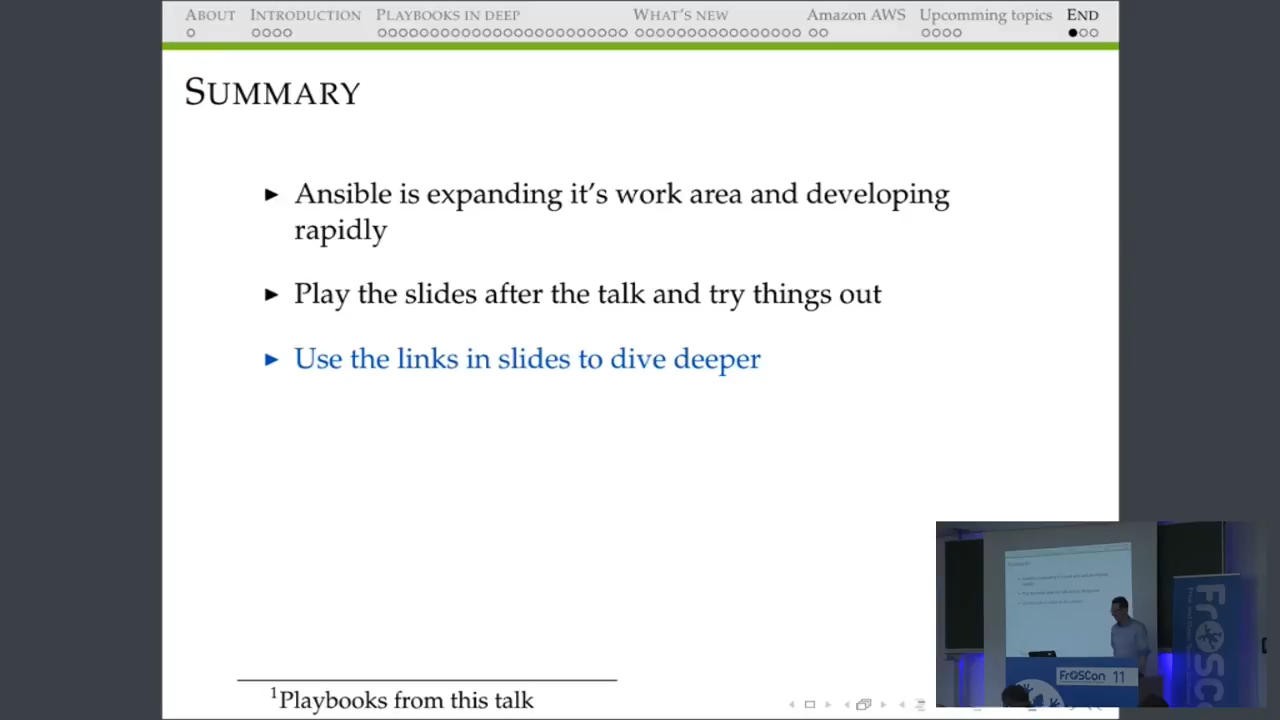 ABOUT INTRODUCTION PLAYBOOKS IN DEEP WHAT'S NEW Amazon AWS Upcomming topics END
SUMMARY
Ansible is expanding it's work area and developing
rapidly
Play the slides after the talk and try things out
Use the links in slides to dive deeper
1Playbooks from this talk
FrOSCon 11
FrOSCo